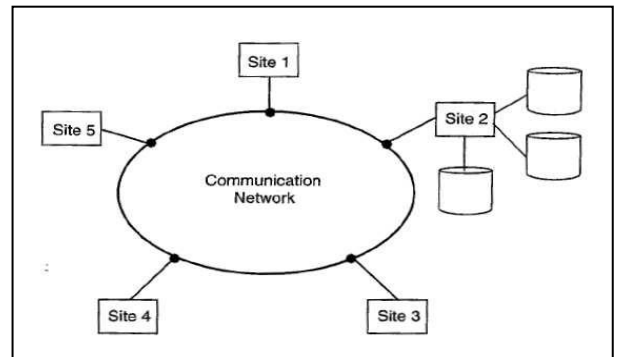 Site 1
Site 5
Site 2
Communication
Network
Site 4
Site 3